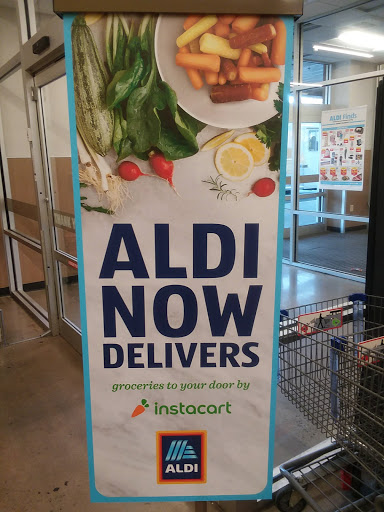 ALDI
NOW
DELIVERS
groceries to your door by
instacart
ALDI
ALDI Finds